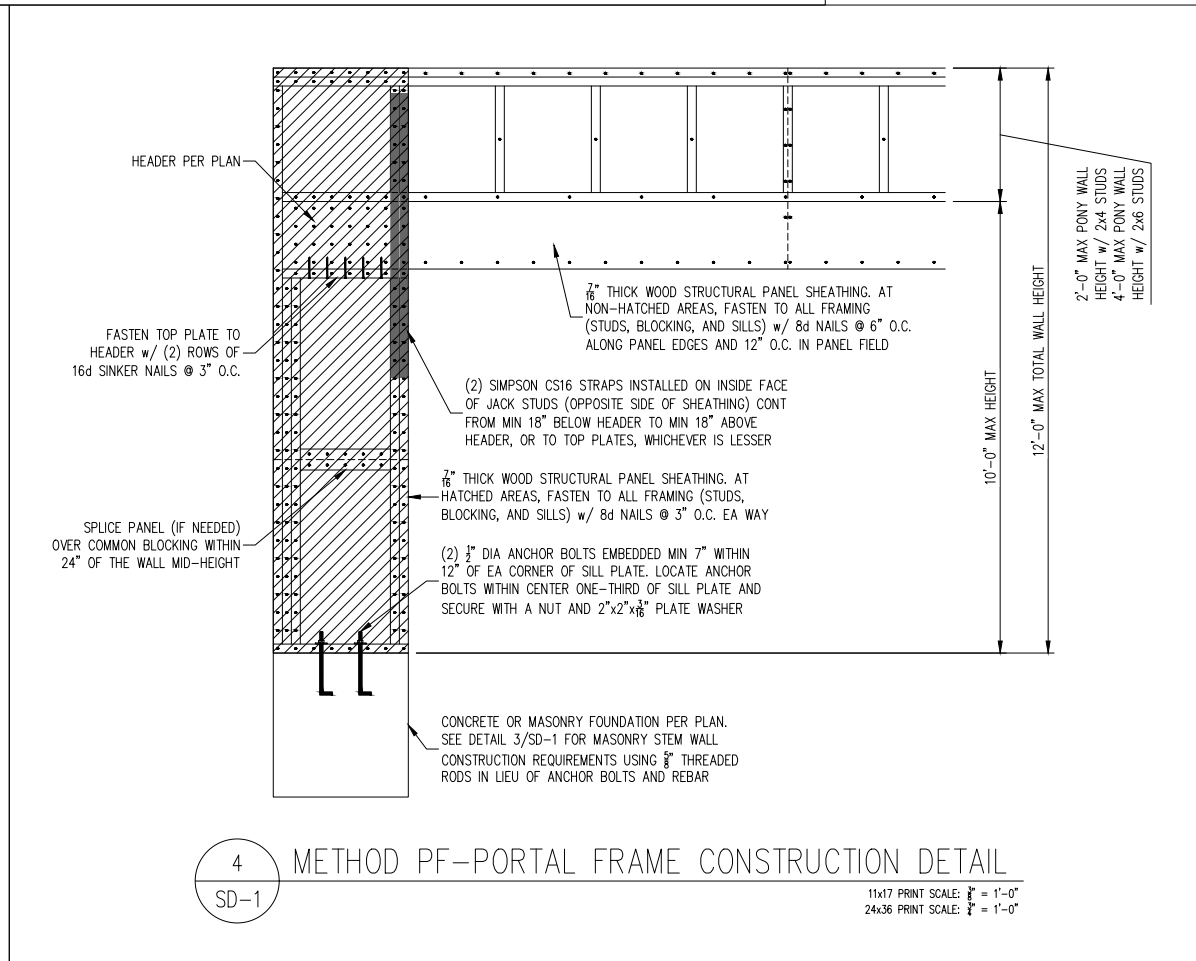 HEADER PER PLAN
FASTEN TOP PLATE TO
HEADER w/ (2) ROWS OF
16d SINKER NAILS @ 3" O.C.
SPLICE PANEL (IF NEEDED)
OVER COMMON BLOCKING WITHIN
24" OF THE WALL MID-HEIGHT
7/16" THICK WOOD STRUCTURAL PANEL SHEATHING. AT
NON-HATCHED AREAS, FASTEN TO ALL FRAMING
(STUDS, BLOCKING, AND SILLS) w/ 8d NAILS @ 6" O.C.
ALONG PANEL EDGES AND 12" O.C. IN PANEL FIELD
(2) SIMPSON CS16 STRAPS INSTALLED ON INSIDE FACE
OF JACK STUDS (OPPOSITE SIDE OF SHEATHING) CONT
FROM MIN 18" BELOW HEADER TO MIN 18" ABOVE
HEADER, OR TO TOP PLATES, WHICHEVER IS LESSER
7/16" THICK WOOD STRUCTURAL PANEL SHEATHING. AT
HATCHED AREAS, FASTEN TO ALL FRAMING (STUDS,
BLOCKING, AND SILLS) w/ 8d NAILS @ 3" O.C. EA WAY
(2) 1/2" DIA ANCHOR BOLTS EMBEDDED MIN 7" WITHIN
12" OF EA CORNER OF SILL PLATE. LOCATE ANCHOR
BOLTS WITHIN CENTER ONE-THIRD OF SILL PLATE AND
SECURE WITH A NUT AND 2"x2"x3/16" PLATE WASHER
CONCRETE OR MASONRY FOUNDATION PER PLAN.
SEE DETAIL 3/SD-1 FOR MASONRY STEM WALL
CONSTRUCTION REQUIREMENTS USING 5/8" THREADED
RODS IN LIEU OF ANCHOR BOLTS AND REBAR
10'-0" MAX HEIGHT
12'-0" MAX TOTAL WALL HEIGHT
2'-0" MAX PONY WALL
HEIGHT w/ 2x4 STUDS
4'-0" MAX PONY WALL
HEIGHT w/ 2x6 STUDS
4
SD-1
METHOD PF-PORTAL FRAME CONSTRUCTION DETAIL
11x17 PRINT SCALE: 3/8" = 1'-0"
24x36 PRINT SCALE: 3/4" = 1'-0"